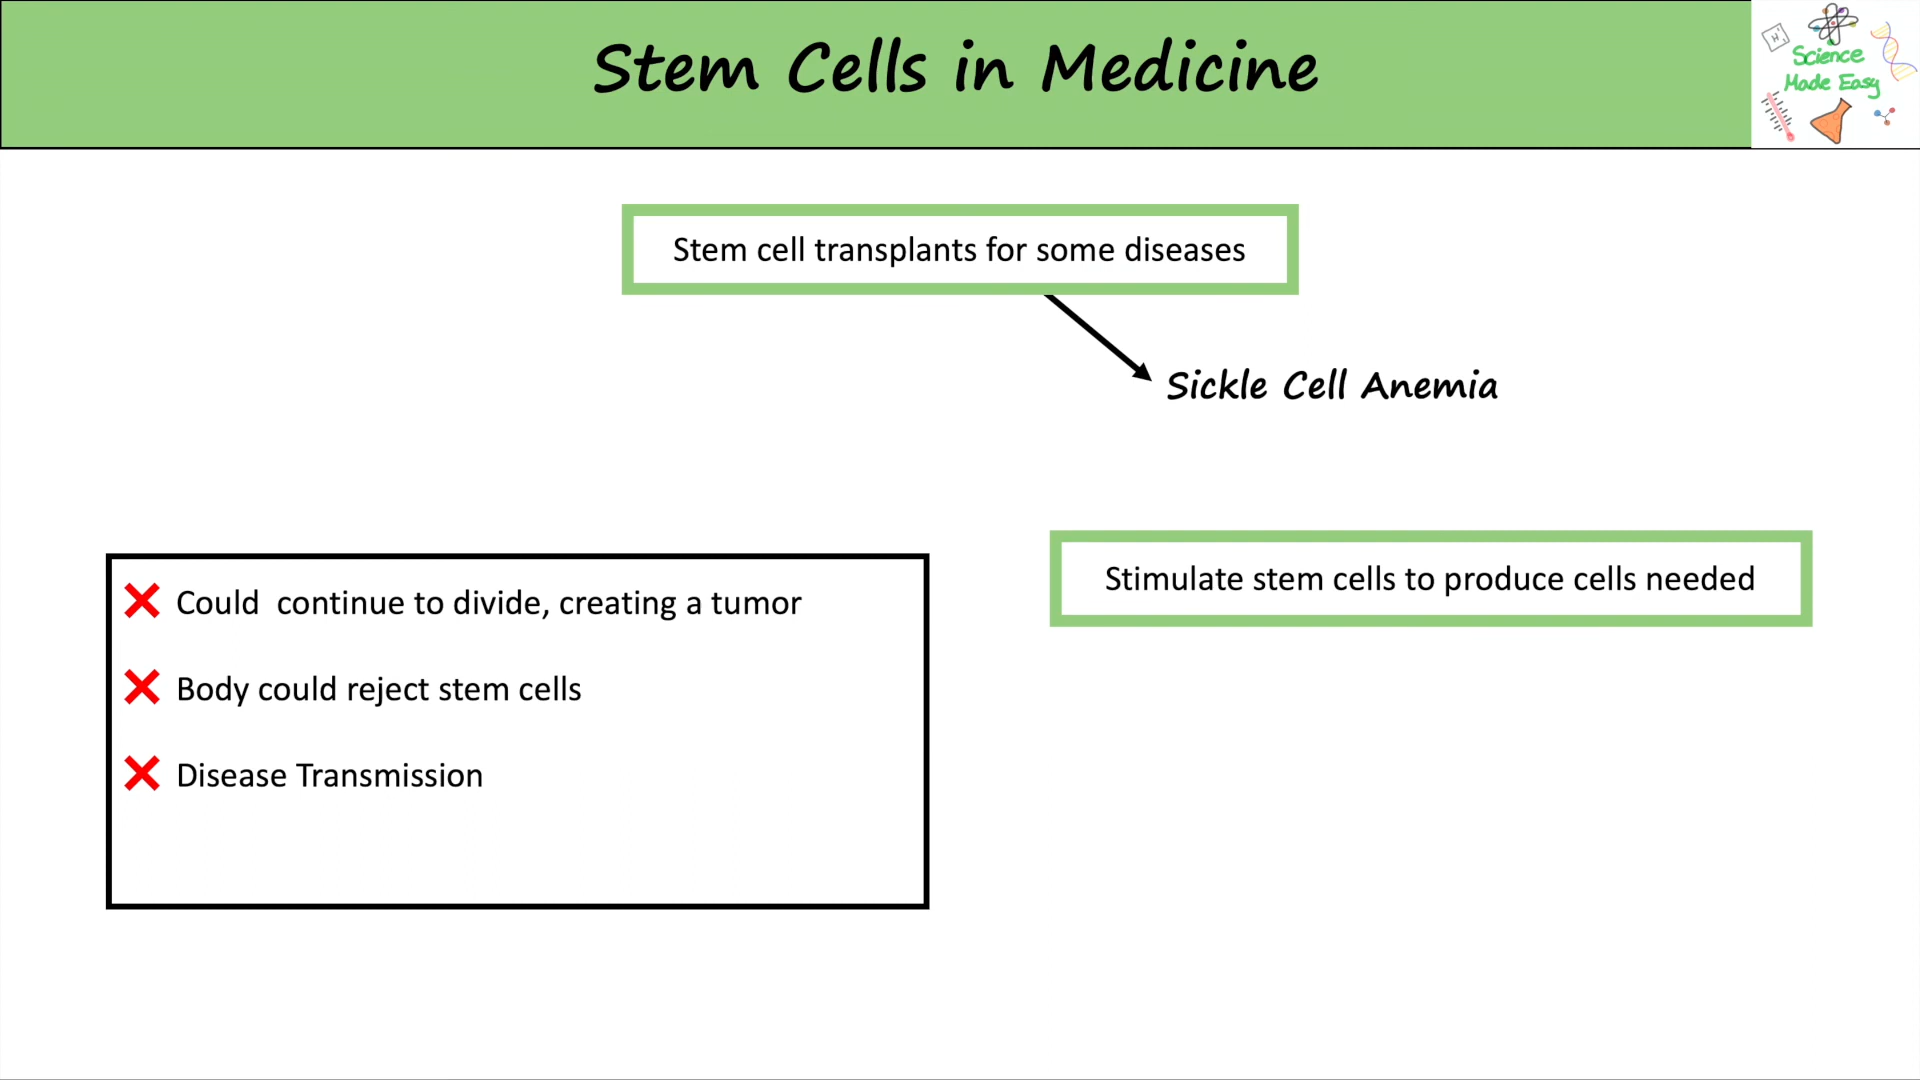 Stem Cells in Medicine
H
Science
Made Easy
Stem cell transplants for some diseases
Sickle Cell Anemia
Could continue to divide, creating a tumor
Body could reject stem cells
Disease Transmission
Stimulate stem cells to produce cells needed